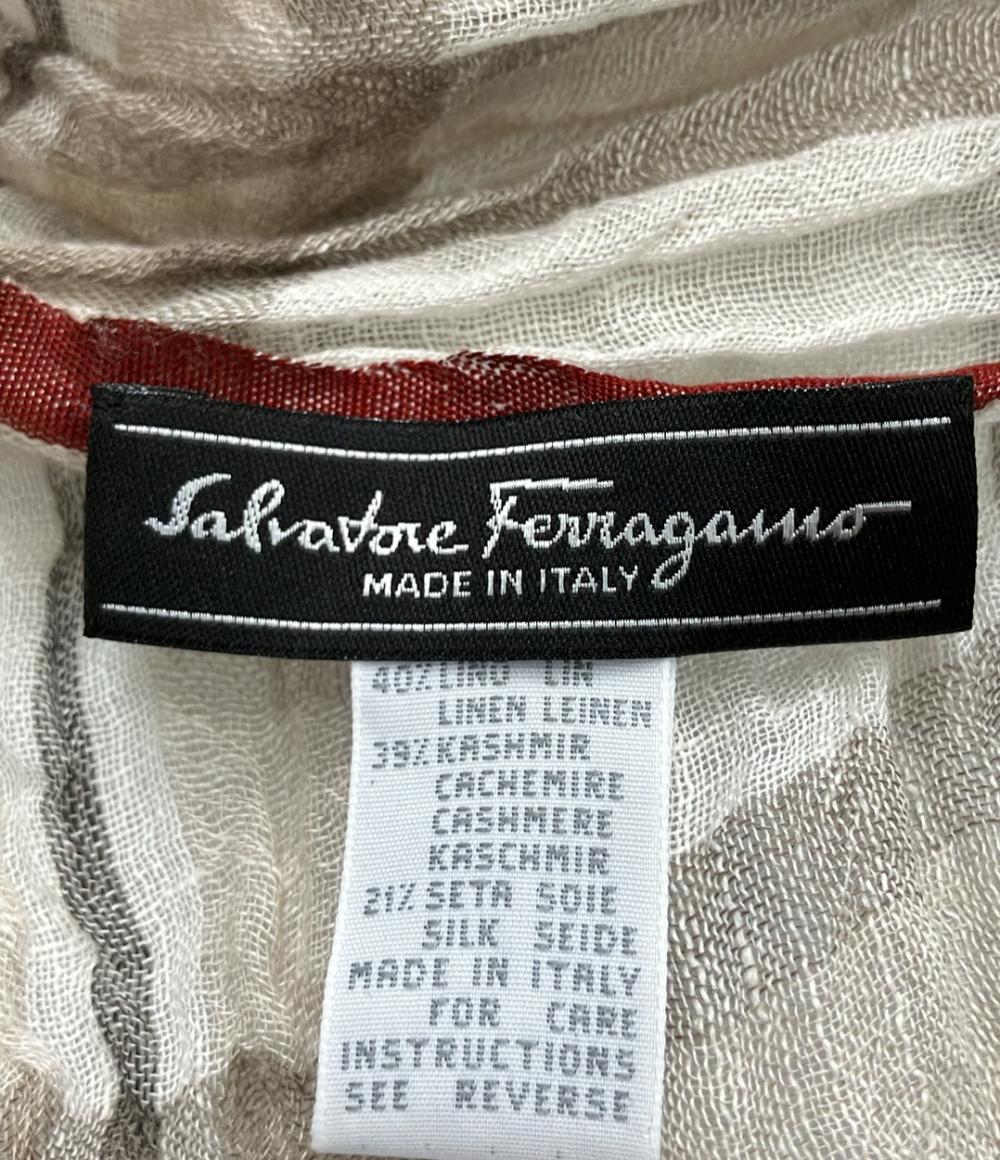 Salvatore Ferragamo
MADE IN ITALY
40% LINO LIN
LINEN LEINEN
39% KASHMIR
CACHEMIRE
CASHMERE
KASCHMIR
21% SETA SOIE
SILK SEIDE
MADE IN ITALY
FOR CARE
INSTRUCTIONS
SEE REVERSE